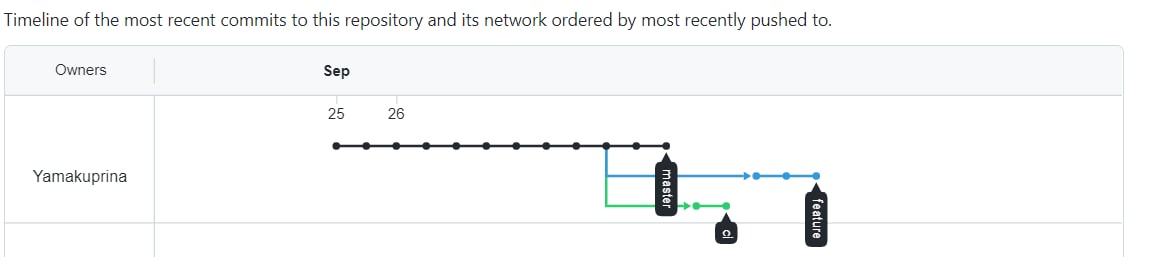 Timeline of the most recent commits to this repository and its network ordered by most recently pushed to.
Owners
Sep
25
26
Yamakuprina
master
feature